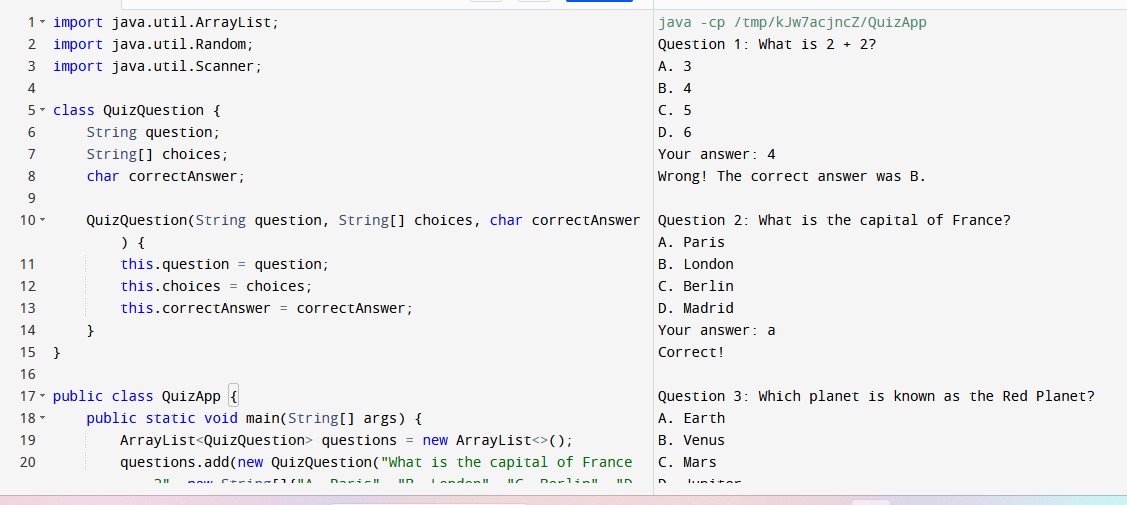 1 import java.util.ArrayList;
2 import java.util.Random;
3 import java.util.Scanner;
4
5 class QuizQuestion {
6 String question;
7 String[] choices;
8 char correctAnswer;
9
10 QuizQuestion(String question, String[] choices, char correctAnswer
) {
11 this.question = question;
12 this.choices = choices;
13 this.correctAnswer = correctAnswer;
14 }
15 }
16
17 public class QuizApp {
18 public static void main(String[] args) {
19 ArrayList<QuizQuestion> questions = new ArrayList<>();
20 questions.add(new QuizQuestion("What is the capital of France
?", new String[]{"A. Paris", "B. London", "C. Berlin", "D
java -cp /tmp/kJw7acjncZ/QuizApp
Question 1: What is 2 + 2?
A. 3
B. 4
C. 5
D. 6
Your answer: 4
Wrong! The correct answer was B.
Question 2: What is the capital of France?
A. Paris
B. London
C. Berlin
D. Madrid
Your answer: a
Correct!
Question 3: Which planet is known as the Red Planet?
A. Earth
B. Venus
C. Mars
D. Jupiter